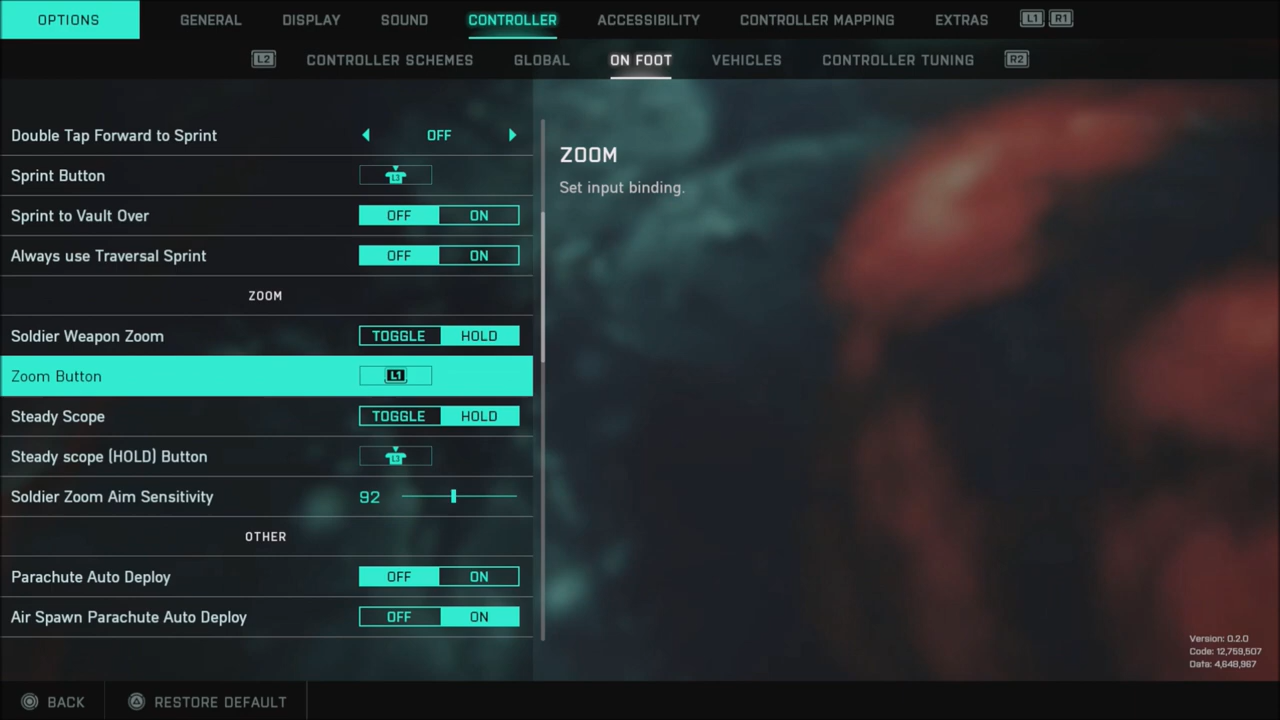 OPTIONS GENERAL DISPLAY SOUND CONTROLLER ACCESSIBILITY CONTROLLER MAPPING EXTRAS L1 R1
L2 CONTROLLER SCHEMES GLOBAL ON FOOT VEHICLES CONTROLLER TUNING R2
Double Tap Forward to Sprint OFF
Sprint Button L3
Sprint to Vault Over OFF ON
Always use Traversal Sprint OFF ON
ZOOM
Soldier Weapon Zoom TOGGLE HOLD
Zoom Button L1
Steady Scope TOGGLE HOLD
Steady scope (HOLD) Button L3
Soldier Zoom Aim Sensitivity 92
OTHER
Parachute Auto Deploy OFF ON
Air Spawn Parachute Auto Deploy OFF ON
ZOOM
Set input binding.
Version: 0.2.0
Code: 12,759,507
Data: 4,648,967
BACK RESTORE DEFAULT